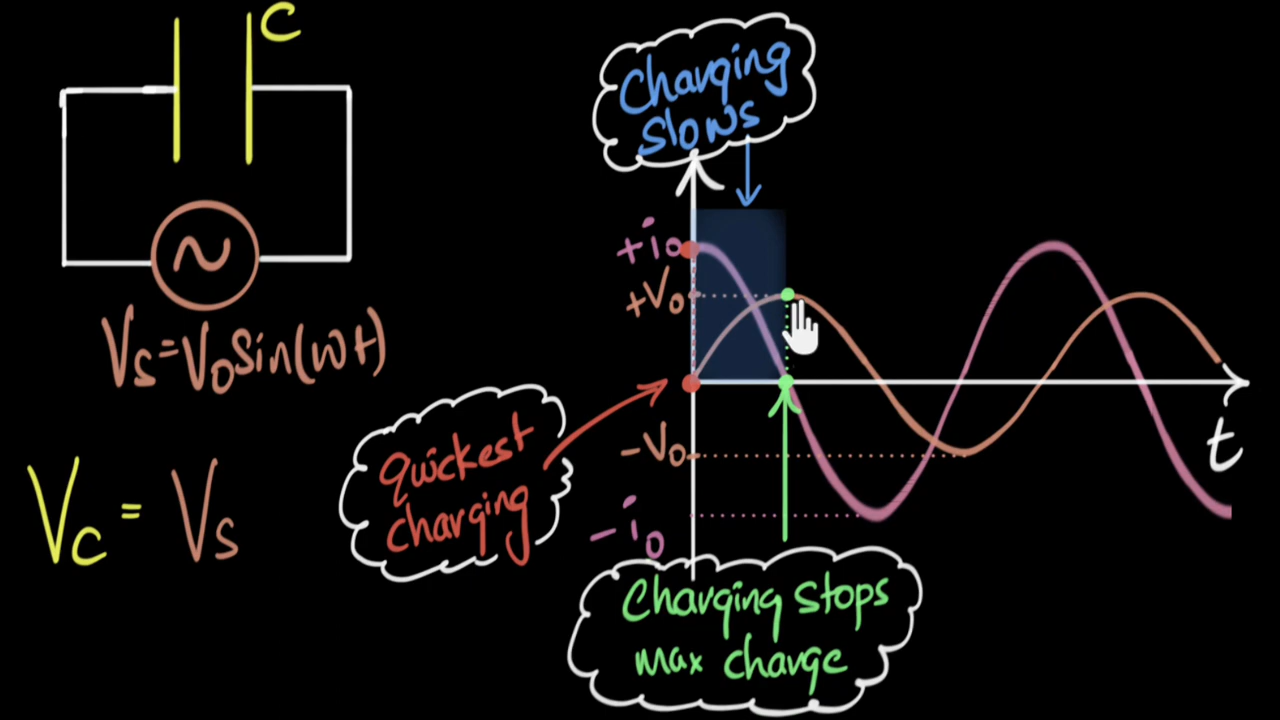 C
Vs=V₀sin(ωt)
Vc = Vs
Charging
slows
+i₀
+V₀
-V₀
-i₀
t
quickest
charging
Charging stops
max charge